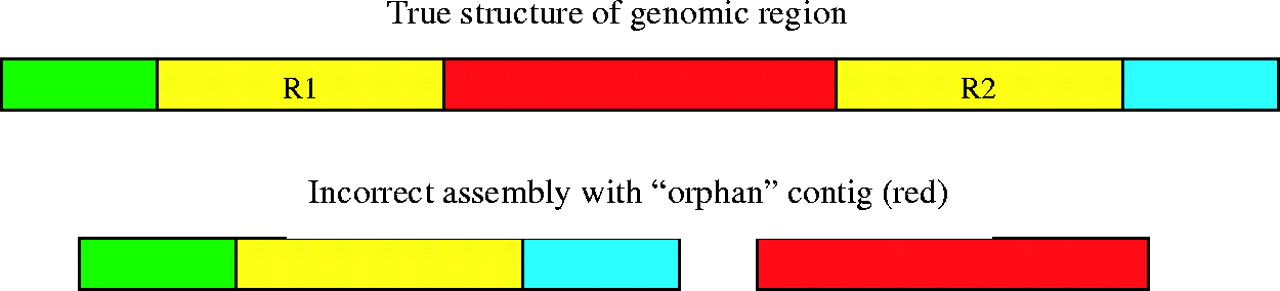 True structure of genomic region
R1 R2
Incorrect assembly with “orphan” contig (red)